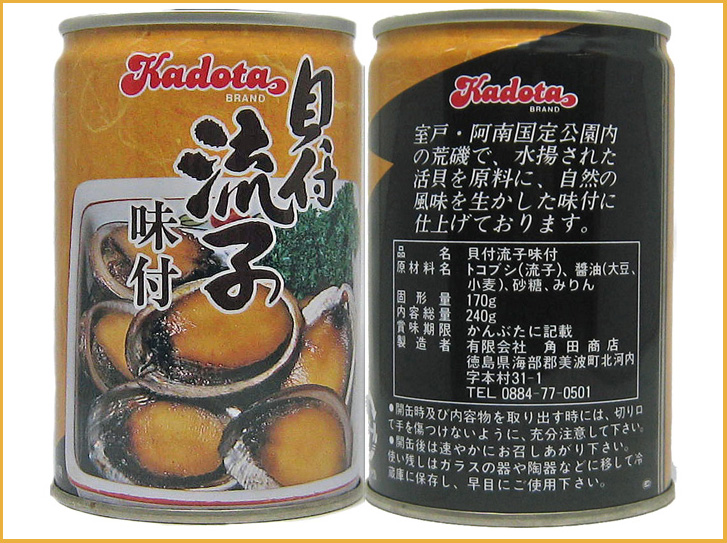 Kadota
BRAND
貝付
流子
味付
Kadota
BRAND
室戸・阿南国定公園内
の荒磯で、水揚された
活貝を原料に、自然の
風味を生かした味付に
仕上げております。
品名 貝付流子味付
原材料名 トコブシ(流子)、醬油(大豆、
小麦)、砂糖、みりん
固形量 170g
内容総量 240g
賞味期限 かんぶたに記載
製造者 有限会社 角田商店
徳島県海部郡美波町北河内
字本村31-1
TEL 0884-77-0501
●開缶時及び内容物を取り出す時には、切り口
で手を傷つけないように、充分注意して下さい。
●開缶後は速やかにお召しあがり下さい。
使い残しはガラスの器や陶器などに移して冷
蔵庫に保存し、早目にご使用下さい。